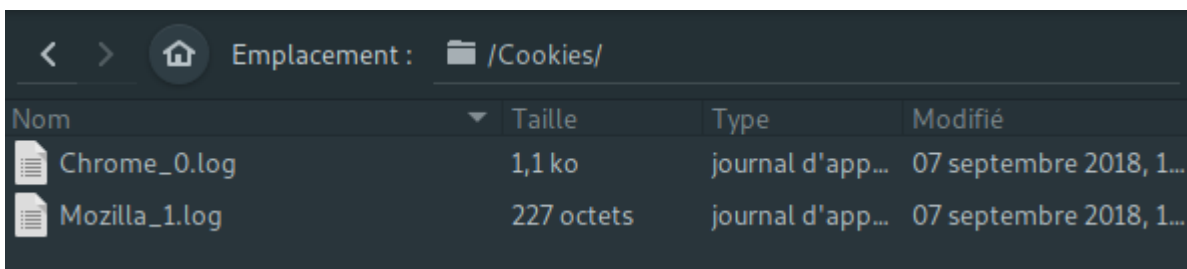 Emplacement : /Cookies/
Nom Taille Type Modifié
Chrome_0.log 1,1 ko journal d'app... 07 septembre 2018, 1...
Mozilla_1.log 227 octets journal d'app... 07 septembre 2018, 1...